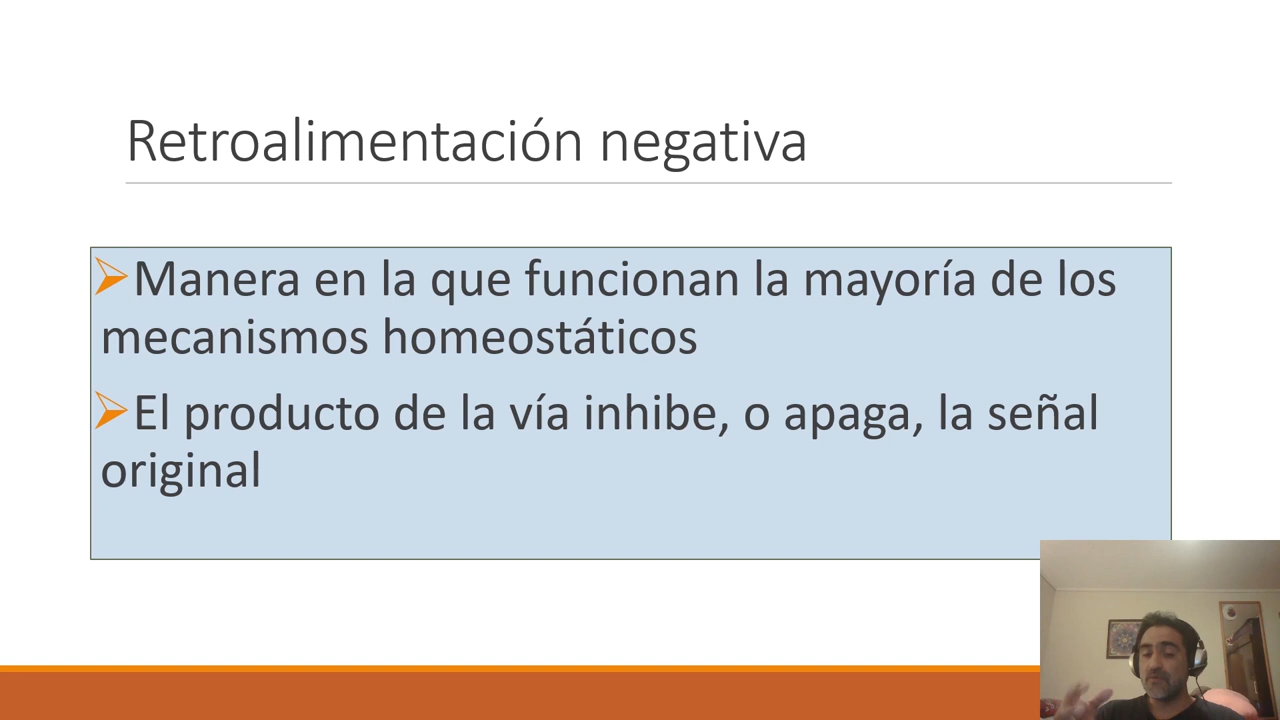 Retroalimentación negativa
➢Manera en la que funcionan la mayoría de los
mecanismos homeostáticos
➢El producto de la vía inhibe, o apaga, la señal
original